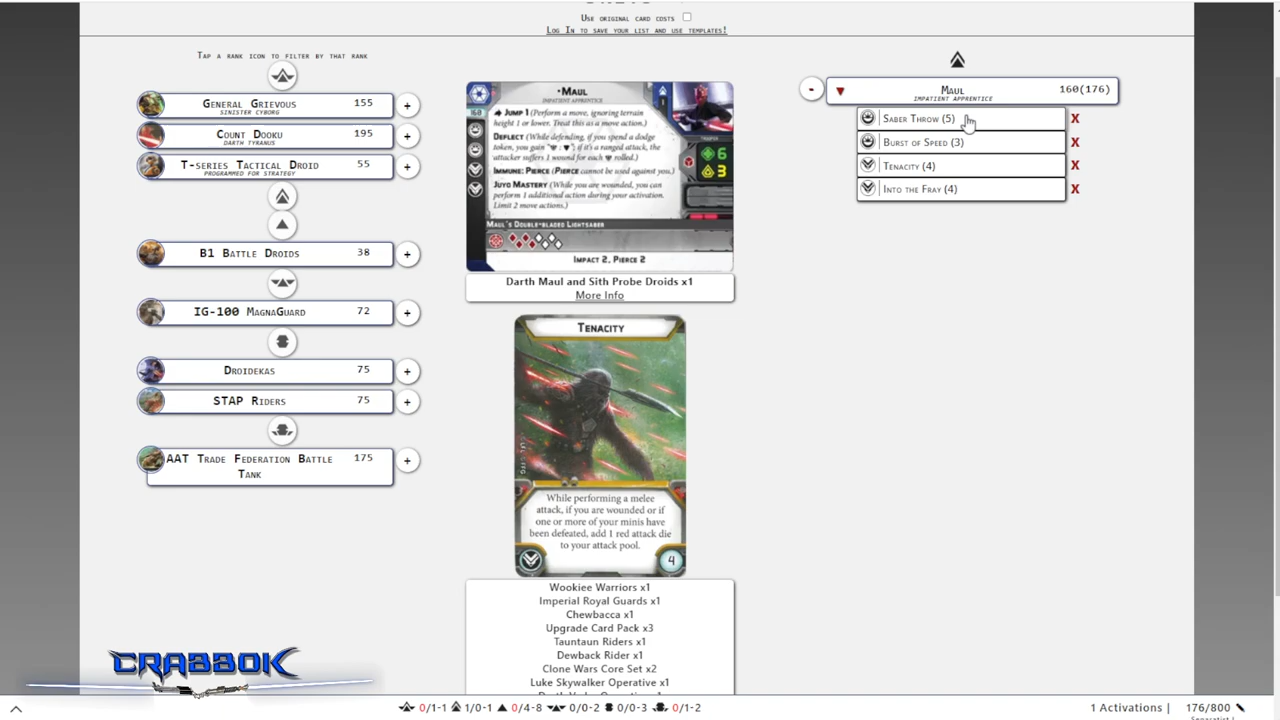 Use original card costs
Log In to save your list and use templates!
Tap a rank icon to filter by that rank
General Grievous 155
Sinister Cyborg
Count Dooku 195
Darth Tyranus
T-series Tactical Droid 55
Programmed for Strategy
B1 Battle Droids 38
IG-100 MagnaGuard 72
Droidekas 75
STAP Riders 75
AAT Trade Federation Battle 175
Tank
CRABBOK
•Maul
Impatient Apprentice
160
Jump 1 (Perform a move, ignoring terrain
height 1 or lower. Treat this as a move action.)
Deflect (While defending, if you spend a dodge
token, you gain "
: "; if it's a ranged attack, the
attacker suffers 1 wound for each rolled.)
Immune: Pierce (Pierce cannot be used against you.)
Juyo Mastery (While you are wounded, you can
perform 1 additional action during your activation.
Limit 2 move actions.)
Trooper
6
3
Maul's Double-bladed Lightsaber
Impact 2, Pierce 2
Darth Maul and Sith Probe Droids x1
More Info
Tenacity
While performing a melee
attack, if you are wounded or if
one or more of your minis have
been defeated, add 1 red attack die
to your attack pool.
4
Wookiee Warriors x1
Imperial Royal Guards x1
Chewbacca x1
Upgrade Card Pack x3
Tauntaun Riders x1
Dewback Rider x1
Clone Wars Core Set x2
Luke Skywalker Operative x1
- Maul 160(176)
Impatient Apprentice
Saber Throw (5) X
Burst of Speed (3) X
Tenacity (4) X
Into the Fray (4) X
0/1-1 1/0-1 0/4-8 0/0-2 0/0-3 0/1-2
1 Activations | 176/800